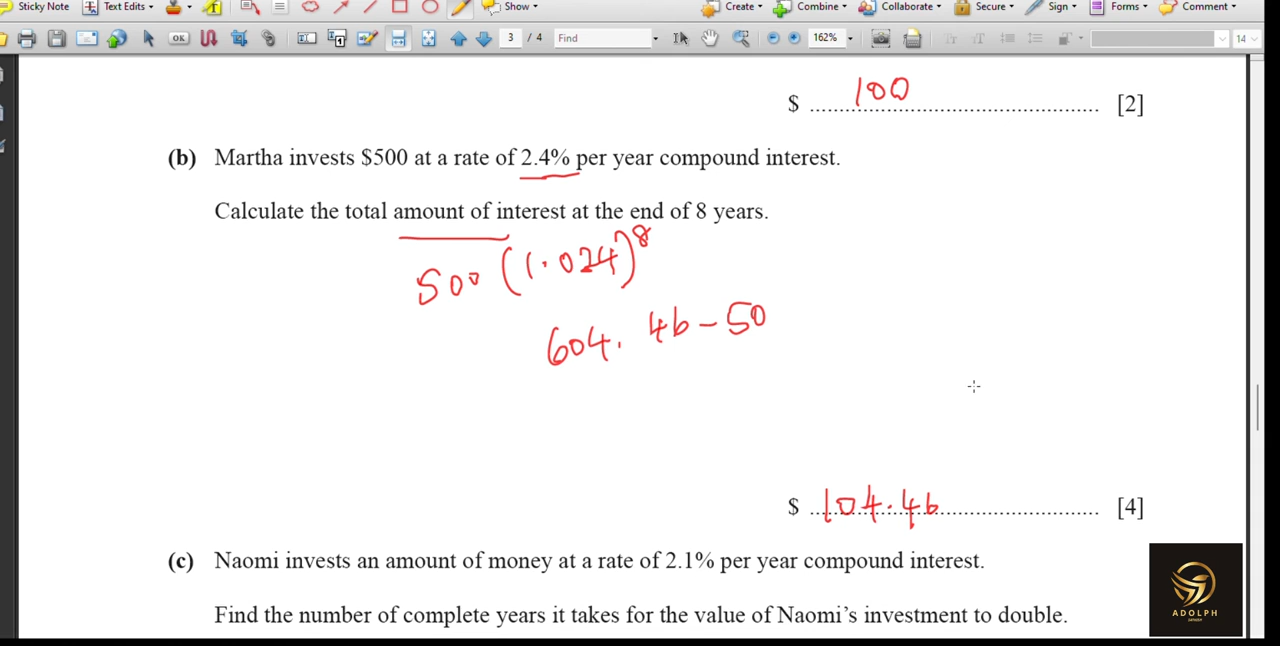 Sticky Note Text Edits T Show Create Combine Collaborate Secure Sign Forms Comment
OK T 3 / 4 Find 162% Tr T 14
$ 100 [2]
(b) Martha invests $500 at a rate of 2.4% per year compound interest.
Calculate the total amount of interest at the end of 8 years.
500 (1.024)^8
604.46 - 50
$ 104.46 [4]
(c) Naomi invests an amount of money at a rate of 2.1% per year compound interest.
Find the number of complete years it takes for the value of Naomi's investment to double.
ADOLPH